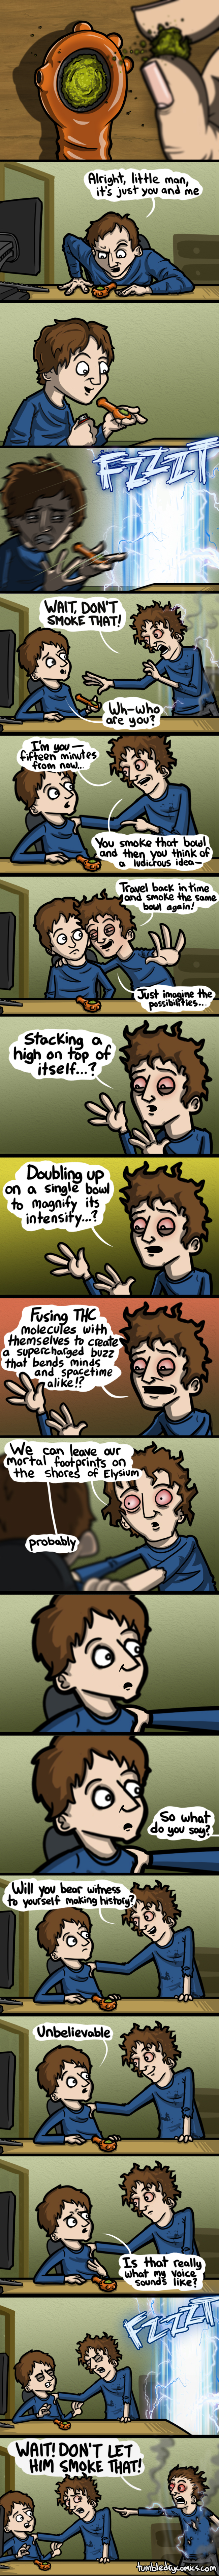 Alright, little man,
it's just you and me
FZZZT
WAIT, DON'T
SMOKE THAT!
Wh-who
are you?
I'm you—
fifteen minutes
from now..
You smoke that bowl
and then you think of
a ludicrous idea—
Travel back in time
and smoke the same
bowl again!
Just imagine the
possibilities...
Stacking a
high on top of
itself...?
Doubling up
on a single bowl
to magnify its
intensity...?
Fusing THC
molecules with
themselves to create
a supercharged buzz
that bends minds
and spacetime
alike!?
We can leave our
mortal footprints on
the shores of Elysium
probably
So what
do you say?
Will you bear witness
to yourself making history?
Unbelievable
Is that really
what my voice
sounds like?
FZZZT
WAIT! DON'T LET
HIM SMOKE THAT!
tumbledrycomics.com